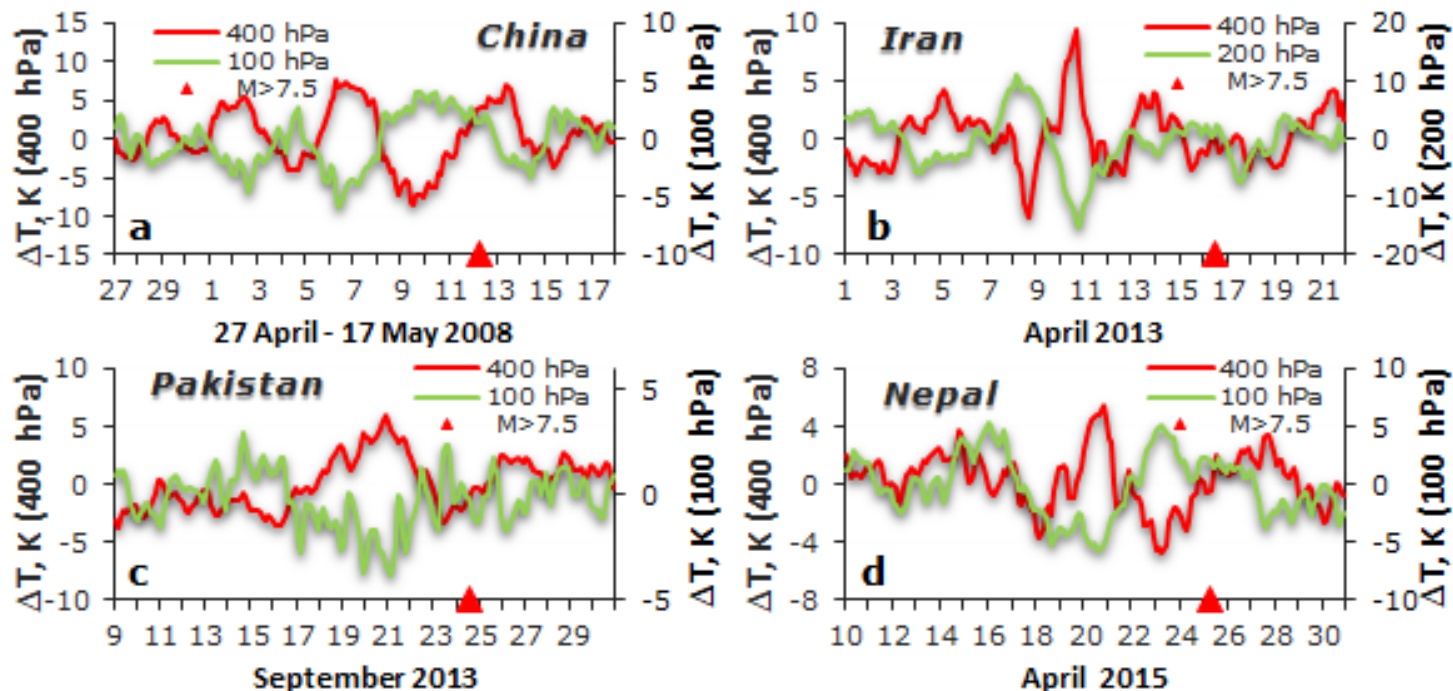 15
10
5
0
-5
-10
-15
ΔT, K (400 hPa)
400 hPa
100 hPa
M>7.5
China
a
10
5
0
-5
-10
ΔT, K (100 hPa)
27 29 1 3 5 7 9 11 13 15 17
27 April - 17 May 2008
10
5
0
-5
-10
ΔT, K (400 hPa)
Iran
400 hPa
200 hPa
M>7.5
b
20
10
0
-10
-20
ΔT, K (200 hPa)
1 3 5 7 9 11 13 15 17 19 21
April 2013
10
5
0
-5
-10
ΔT, K (400 hPa)
Pakistan
400 hPa
100 hPa
M>7.5
c
5
0
-5
ΔT, K (100 hPa)
9 11 13 15 17 19 21 23 25 27 29
September 2013
8
4
0
-4
-8
ΔT, K (400 hPa)
Nepal
400 hPa
100 hPa
M>7.5
d
10
5
0
-5
-10
ΔT, K (100 hPa)
10 12 14 16 18 20 22 24 26 28 30
April 2015